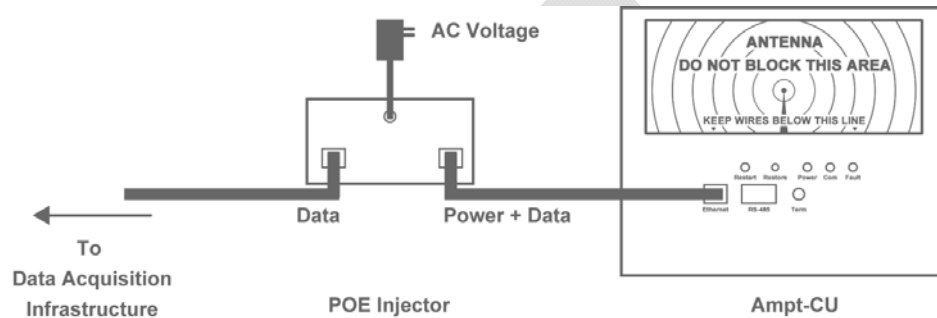 AC Voltage
ANTENNA
DO NOT BLOCK THIS AREA
KEEP WIRES BELOW THIS LINE
Restart Restore Power Com Fault
Ethernet RS-485 Term
Data
Power + Data
To
Data Acquisition
Infrastructure
POE Injector
Ampt-CU